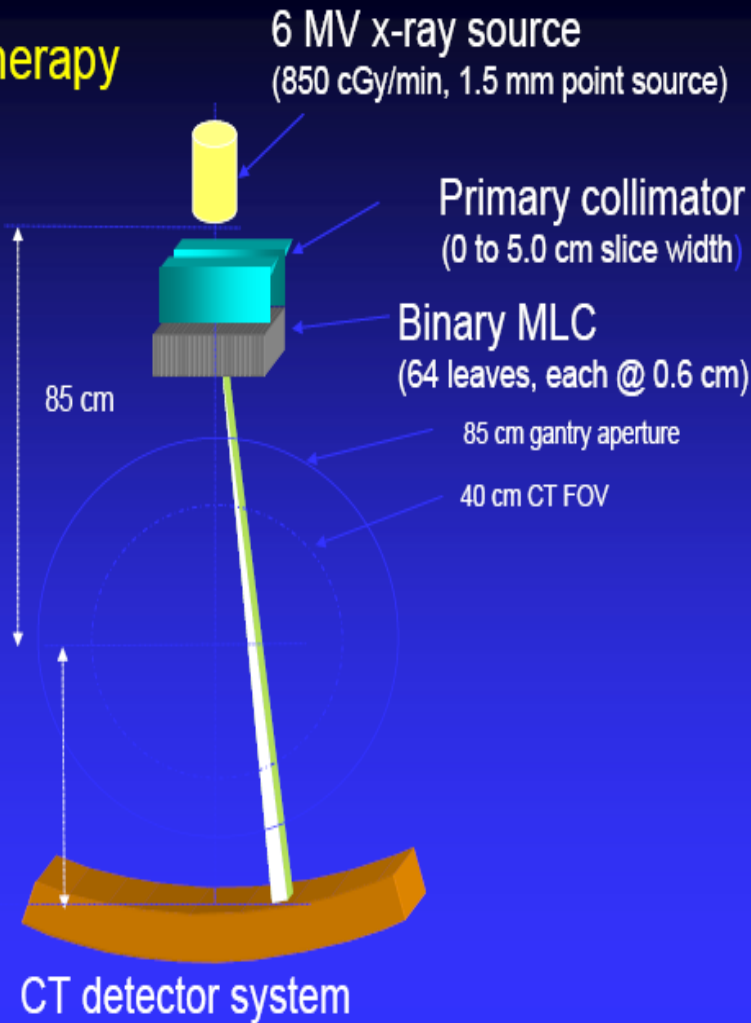 herapy
6 MV x-ray source
(850 cGy/min, 1.5 mm point source)
Primary collimator
(0 to 5.0 cm slice width)
Binary MLC
(64 leaves, each @ 0.6 cm)
85 cm
85 cm gantry aperture
40 cm CT FOV
CT detector system